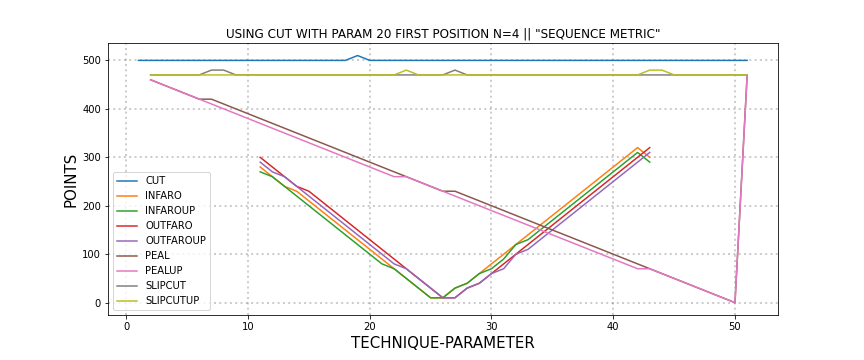 USING CUT WITH PARAM 20 FIRST POSITION N=4 || "SEQUENCE METRIC"
POINTS
500
400
300
200
100
0
CUT
INFARO
INFAROUP
OUTFARO
OUTFAROUP
PEAL
PEALUP
SLIPCUT
SLIPCUTUP
0 10 20 30 40 50
TECHNIQUE-PARAMETER